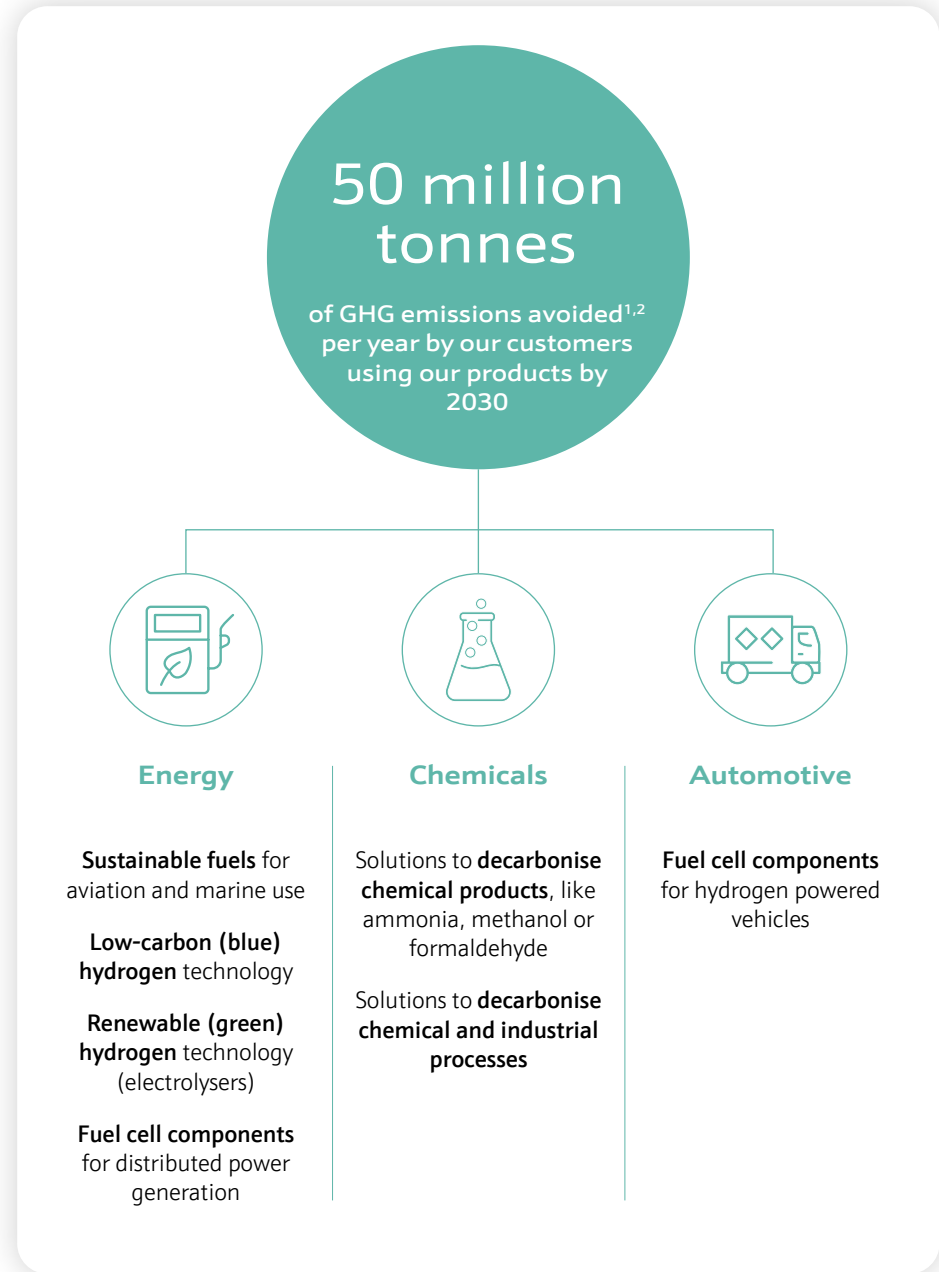 50 million
tonnes
of GHG emissions avoided¹,²
per year by our customers
using our products by
2030
Energy
Sustainable fuels for
aviation and marine use
Low-carbon (blue)
hydrogen technology
Renewable (green)
hydrogen technology
(electrolysers)
Fuel cell components
for distributed power
generation
Chemicals
Solutions to decarbonise
chemical products, like
ammonia, methanol or
formaldehyde
Solutions to decarbonise
chemical and industrial
processes
Automotive
Fuel cell components
for hydrogen powered
vehicles